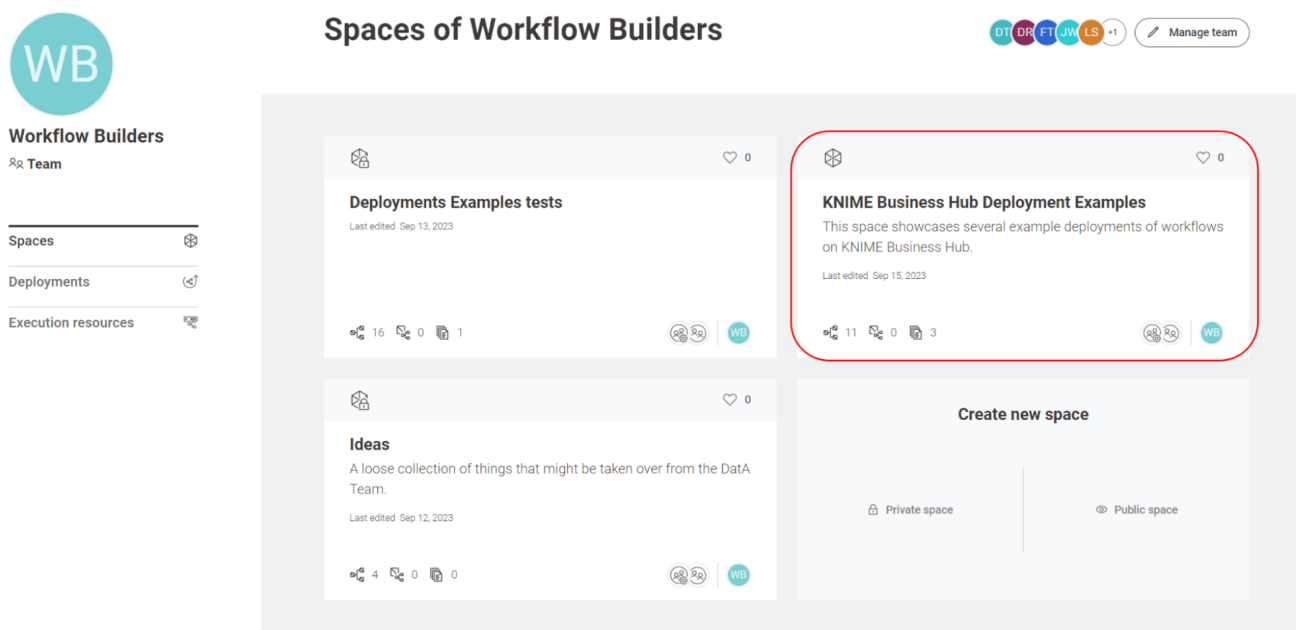 WB
Workflow Builders
Team
Spaces
Deployments
Execution resources
Spaces of Workflow Builders
DT DR FT JW LS +1
Manage team
0
Deployments Examples tests
Last edited Sep 13, 2023
16 0 1
WB
0
KNIME Business Hub Deployment Examples
This space showcases several example deployments of workflows
on KNIME Business Hub.
Last edited Sep 15, 2023
11 0 3
WB
0
Ideas
A loose collection of things that might be taken over from the DatA
Team.
Last edited Sep 12, 2023
4 0 0
WB
Create new space
Private space
Public space